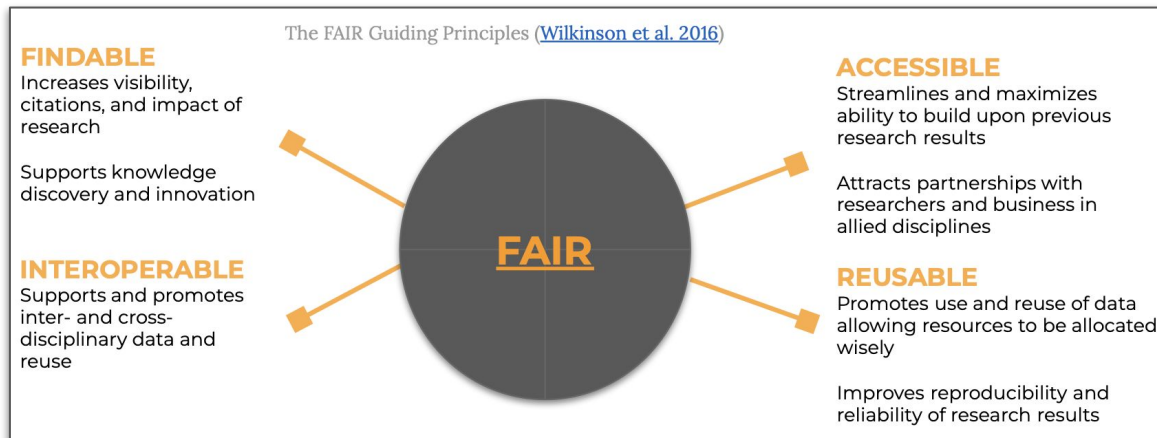 The FAIR Guiding Principles (Wilkinson et al. 2016)
FINDABLE
Increases visibility,
citations, and impact of
research
Supports knowledge
discovery and innovation
ACCESSIBLE
Streamlines and maximizes
ability to build upon previous
research results
Attracts partnerships with
researchers and business in
allied disciplines
FAIR
INTEROPERABLE
Supports and promotes
inter- and cross-
disciplinary data and
reuse
REUSABLE
Promotes use and reuse of data
allowing resources to be allocated
wisely
Improves reproducibility and
reliability of research results